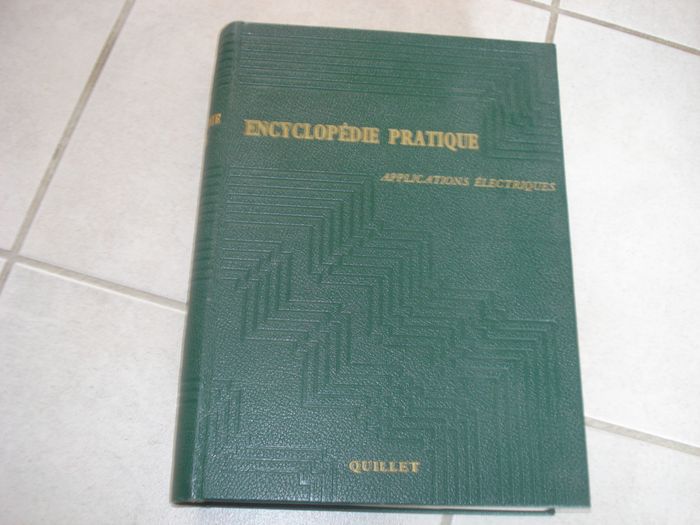 ENCYCLOPÉDIE PRATIQUE
APPLICATIONS ÉLECTRIQUES
QUILLET